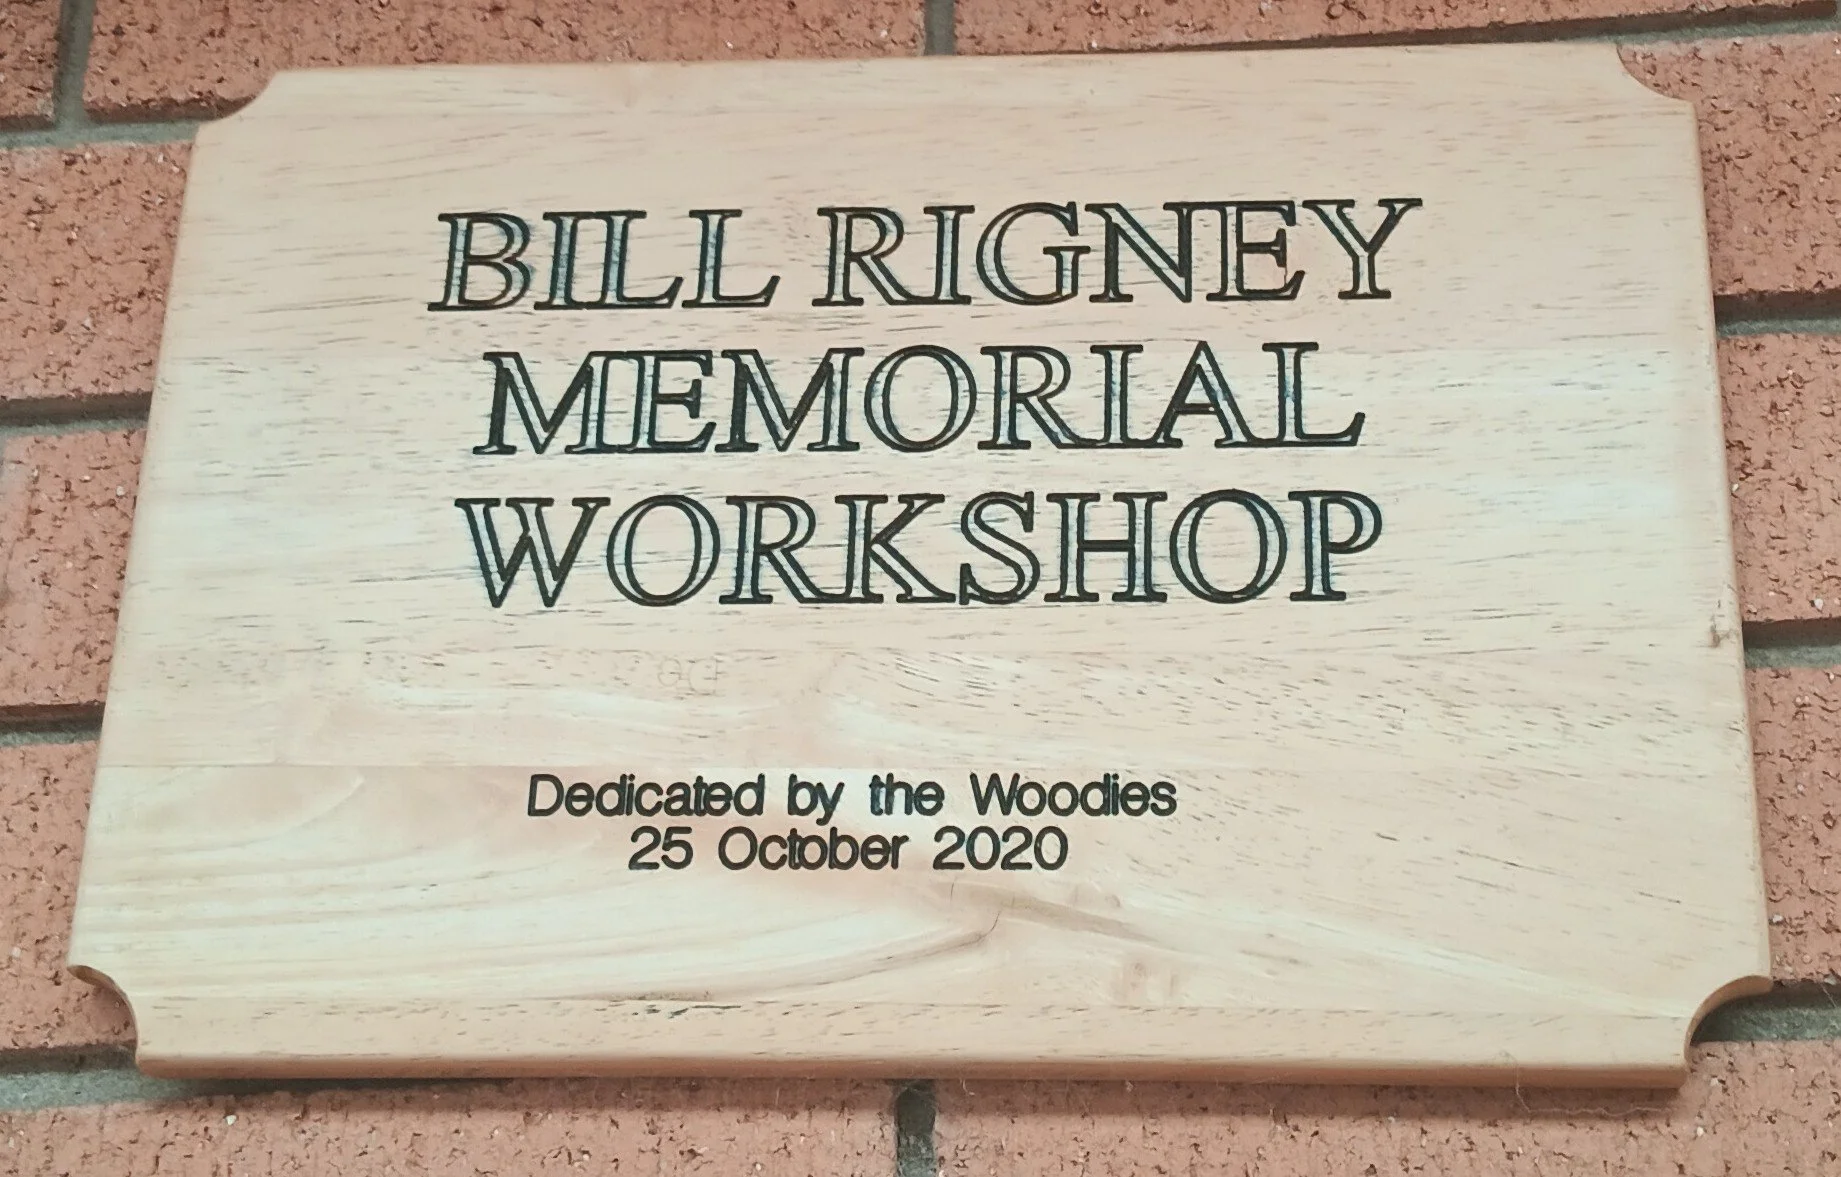 BILL RIGNEY
MEMORIAL
WORKSHOP
Dedicated by the Woodies
25 October 2020